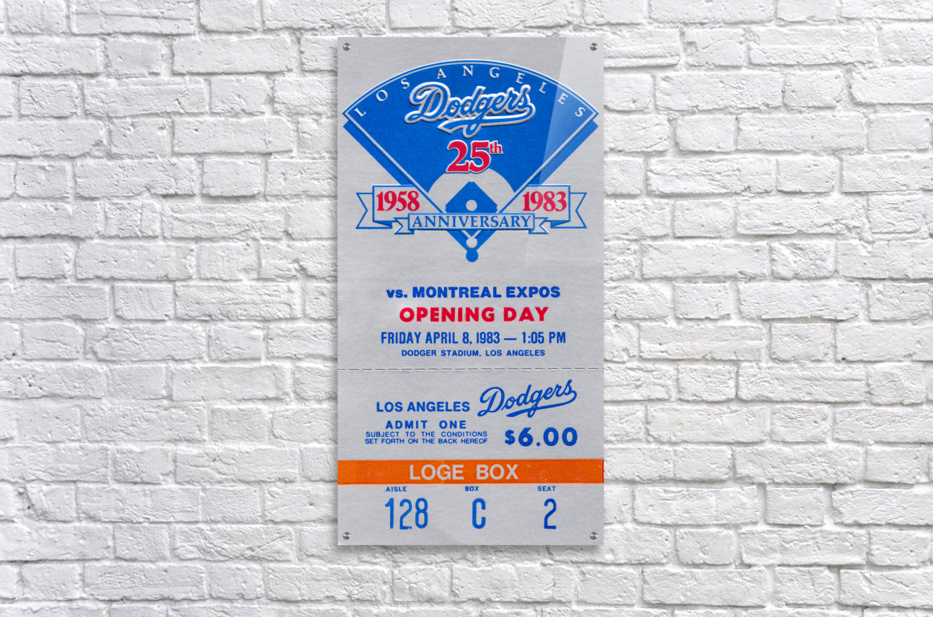 LOS ANGELES
Dodgers
25th
1958 1983
ANNIVERSARY
vs. MONTREAL EXPOS
OPENING DAY
FRIDAY APRIL 8, 1983 — 1:05 PM
DODGER STADIUM, LOS ANGELES
LOS ANGELES Dodgers
ADMIT ONE
SUBJECT TO THE CONDITIONS
SET FORTH ON THE BACK HEREOF
$6.00
LOGE BOX
AISLE BOX SEAT
128 C 2